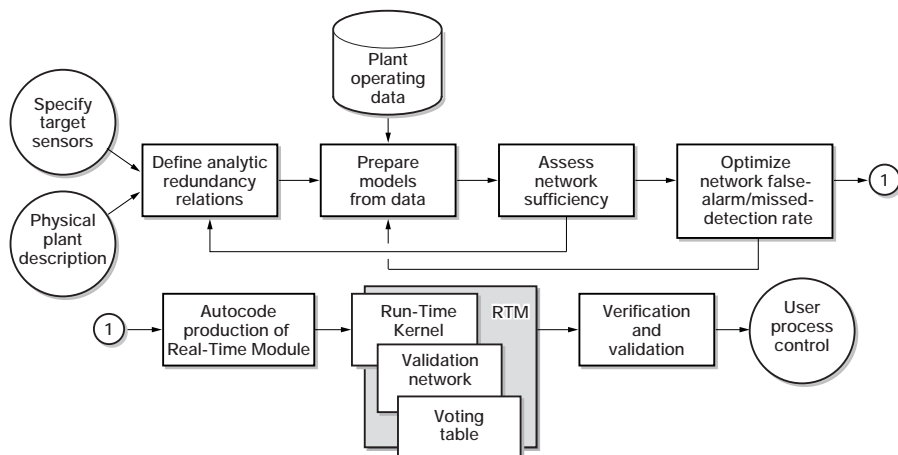 Plant
operating
data
Specify
target
sensors
Define analytic
redundancy
relations
Prepare
models
from data
Assess
network
sufficiency
Optimize
network false-
alarm/missed-
detection rate
1
Physical
plant
description
1
Autocode
production of
Real-Time Module
Run-Time
Kernel
RTM
Validation
network
Voting
table
Verification
and
validation
User
process
control